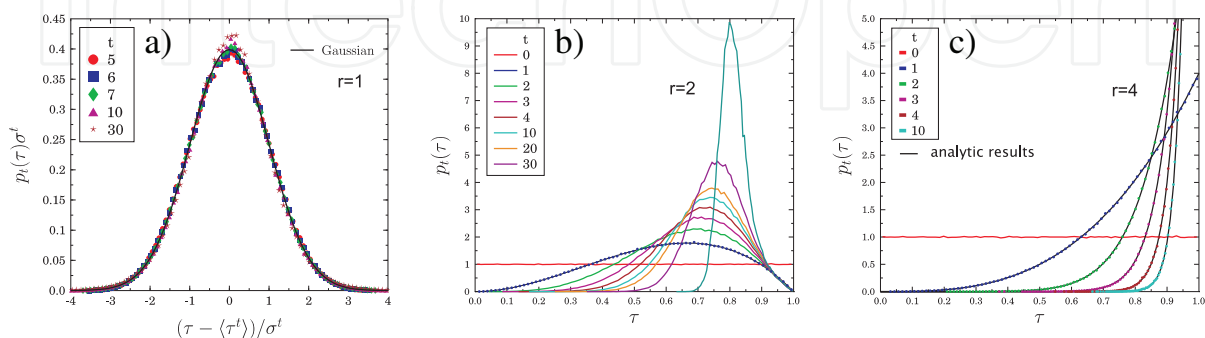 IntechOpen
a)
t
5
6
7
10
30
Gaussian
r=1
p_t(τ)σ^t
0.45
0.4
0.35
0.3
0.25
0.2
0.15
0.1
0.05
0.0
-4 -3 -2 -1 0 1 2 3 4
(τ − ⟨τ^t⟩)/σ^t
b)
t
0
1
2
3
4
10
20
30
r=2
p_t(τ)
10
9
8
7
6
5
4
3
2
1
0
0.0 0.1 0.2 0.3 0.4 0.5 0.6 0.7 0.8 0.9 1.0
τ
c)
t
0
1
2
3
4
10
analytic results
r=4
p_t(τ)
5.0
4.5
4.0
3.5
3.0
2.5
2.0
1.5
1.0
0.5
0.0
0.0 0.1 0.2 0.3 0.4 0.5 0.6 0.7 0.8 0.9 1.0
τ